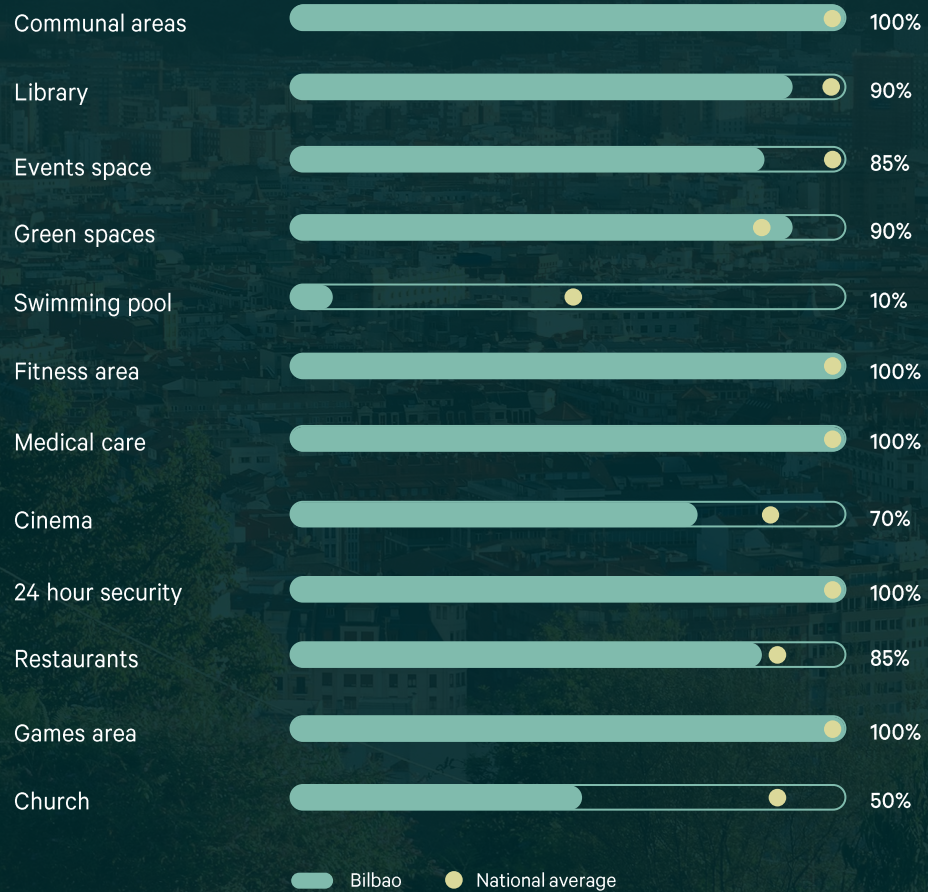 Communal areas 100%
Library 90%
Events space 85%
Green spaces 90%
Swimming pool 10%
Fitness area 100%
Medical care 100%
Cinema 70%
24 hour security 100%
Restaurants 85%
Games area 100%
Church 50%
Bilbao National average